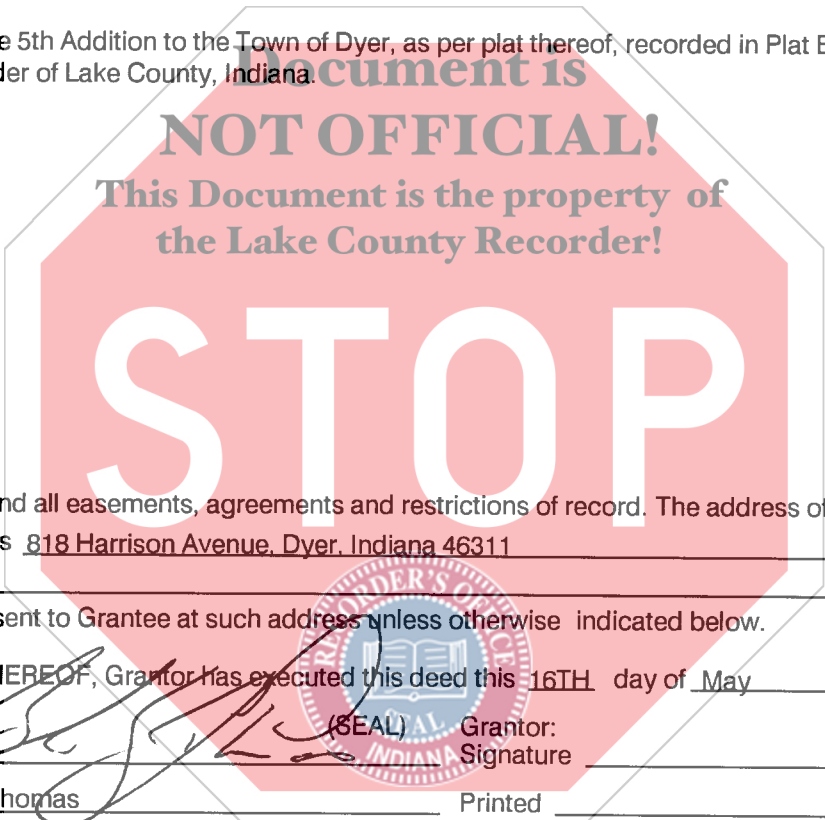 e 5th Addition to the Town of Dyer, as per plat thereof, recorded in Plat B
der of Lake County, Indiana.
Document is
NOT OFFICIAL!
This Document is the property of
the Lake County Recorder!
STOP
nd all easements, agreements and restrictions of record. The address of
s 818 Harrison Avenue, Dyer, Indiana 46311
sent to Grantee at such address unless otherwise indicated below.
HEREOF, Grantor has executed this deed this 16TH day of May
RECORDER'S OFFICE
SEAL
INDIANA
(SEAL) Grantor:
Signature
homas Printed